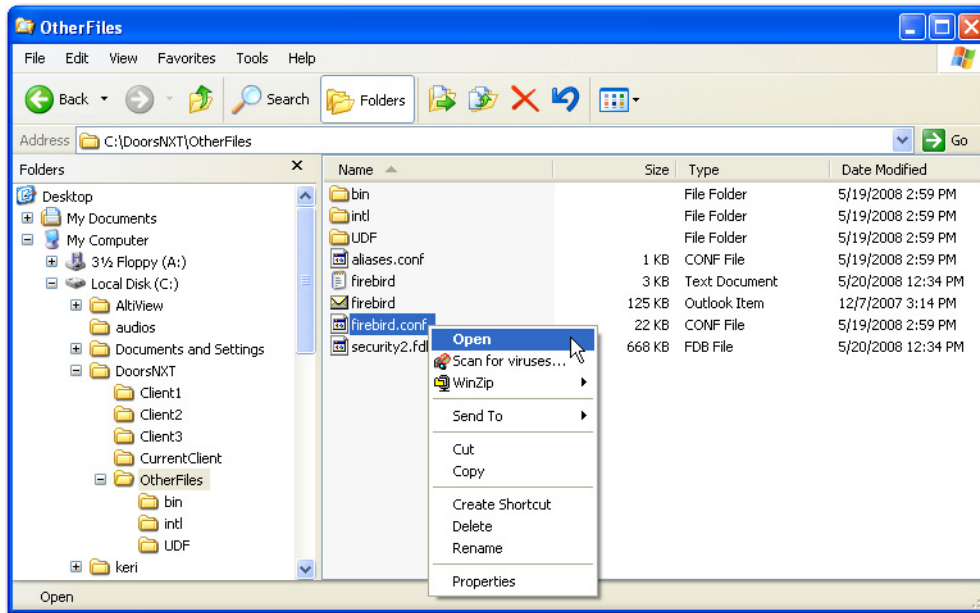 OtherFiles
File Edit View Favorites Tools Help
Back Search Folders
Address C:\DoorsNXT\OtherFiles Go
Folders
Desktop
My Documents
My Computer
3½ Floppy (A:)
Local Disk (C:)
AltiView
audios
Documents and Settings
DoorsNXT
Client1
Client2
Client3
CurrentClient
OtherFiles
bin
intl
UDF
keri
Name Size Type Date Modified
bin File Folder 5/19/2008 2:59 PM
intl File Folder 5/19/2008 2:59 PM
UDF File Folder 5/19/2008 2:59 PM
aliases.conf 1 KB CONF File 5/19/2008 2:59 PM
firebird 3 KB Text Document 5/20/2008 12:34 PM
firebird 125 KB Outlook Item 12/7/2007 3:14 PM
firebird.conf 22 KB CONF File 5/19/2008 2:59 PM
security2.fd 668 KB FDB File 5/20/2008 12:34 PM
Open
Scan for viruses...
WinZip
Send To
Cut
Copy
Create Shortcut
Delete
Rename
Properties
Open